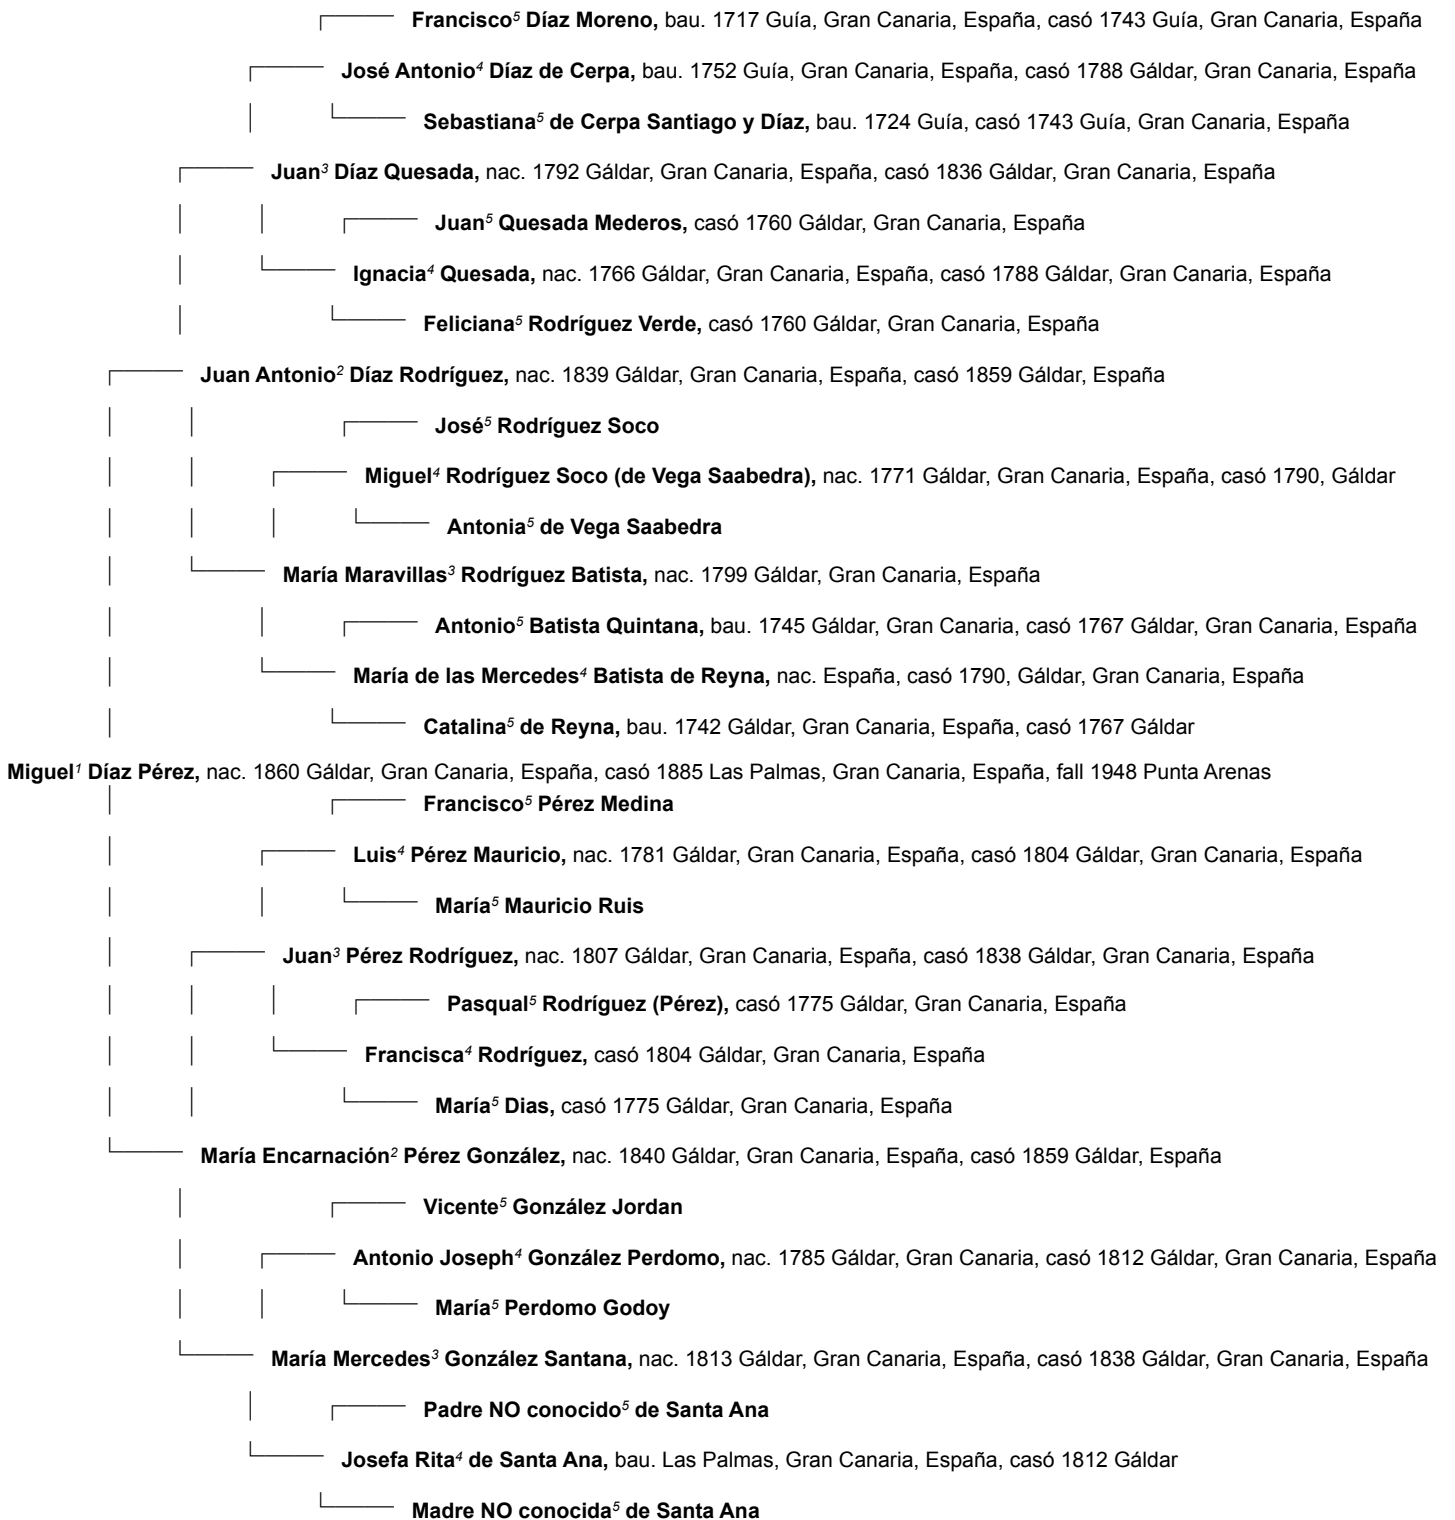 Francisco⁵ Díaz Moreno, bau. 1717 Guía, Gran Canaria, España, casó 1743 Guía, Gran Canaria, España
José Antonio⁴ Díaz de Cerpa, bau. 1752 Guía, Gran Canaria, España, casó 1788 Gáldar, Gran Canaria, España
Sebastiana⁵ de Cerpa Santiago y Díaz, bau. 1724 Guía, casó 1743 Guía, Gran Canaria, España
Juan³ Díaz Quesada, nac. 1792 Gáldar, Gran Canaria, España, casó 1836 Gáldar, Gran Canaria, España
Juan⁵ Quesada Mederos, casó 1760 Gáldar, Gran Canaria, España
Ignacia⁴ Quesada, nac. 1766 Gáldar, Gran Canaria, España, casó 1788 Gáldar, Gran Canaria, España
Feliciana⁵ Rodríguez Verde, casó 1760 Gáldar, Gran Canaria, España
Juan Antonio² Díaz Rodríguez, nac. 1839 Gáldar, Gran Canaria, España, casó 1859 Gáldar, España
José⁵ Rodríguez Soco
Miguel⁴ Rodríguez Soco (de Vega Saabedra), nac. 1771 Gáldar, Gran Canaria, España, casó 1790, Gáldar
Antonia⁵ de Vega Saabedra
María Maravillas³ Rodríguez Batista, nac. 1799 Gáldar, Gran Canaria, España
Antonio⁵ Batista Quintana, bau. 1745 Gáldar, Gran Canaria, casó 1767 Gáldar, Gran Canaria, España
María de las Mercedes⁴ Batista de Reyna, nac. España, casó 1790, Gáldar, Gran Canaria, España
Catalina⁵ de Reyna, bau. 1742 Gáldar, Gran Canaria, España, casó 1767 Gáldar
Miguel¹ Díaz Pérez, nac. 1860 Gáldar, Gran Canaria, España, casó 1885 Las Palmas, Gran Canaria, España, fall 1948 Punta Arenas
Francisco⁵ Pérez Medina
Luis⁴ Pérez Mauricio, nac. 1781 Gáldar, Gran Canaria, España, casó 1804 Gáldar, Gran Canaria, España
María⁵ Mauricio Ruis
Juan³ Pérez Rodríguez, nac. 1807 Gáldar, Gran Canaria, España, casó 1838 Gáldar, Gran Canaria, España
Pasqual⁵ Rodríguez (Pérez), casó 1775 Gáldar, Gran Canaria, España
Francisca⁴ Rodríguez, casó 1804 Gáldar, Gran Canaria, España
María⁵ Dias, casó 1775 Gáldar, Gran Canaria, España
María Encarnación² Pérez González, nac. 1840 Gáldar, Gran Canaria, España, casó 1859 Gáldar, España
Vicente⁵ González Jordan
Antonio Joseph⁴ González Perdomo, nac. 1785 Gáldar, Gran Canaria, casó 1812 Gáldar, Gran Canaria, España
María⁵ Perdomo Godoy
María Mercedes³ González Santana, nac. 1813 Gáldar, Gran Canaria, España, casó 1838 Gáldar, Gran Canaria, España
Padre NO conocido⁵ de Santa Ana
Josefa Rita⁴ de Santa Ana, bau. Las Palmas, Gran Canaria, España, casó 1812 Gáldar
Madre NO conocida⁵ de Santa Ana